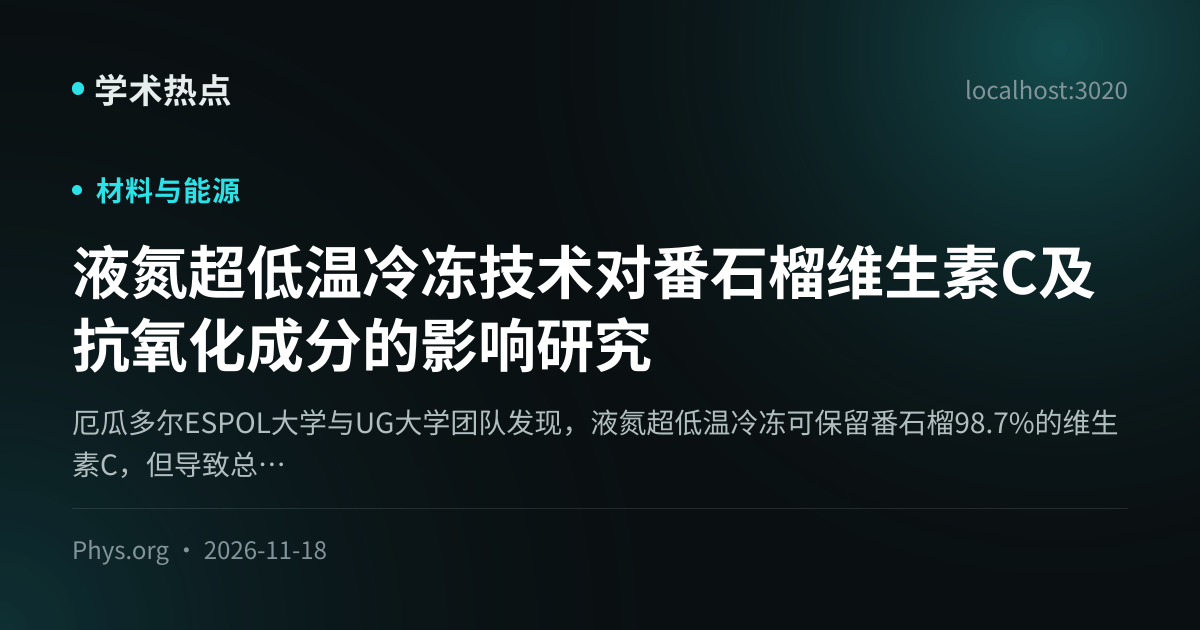 学术热点
localhost:3020
材料与能源
液氮超低温冷冻技术对番石榴维生素C及
抗氧化成分的影响研究
厄瓜多尔ESPOL大学与UG大学团队发现，液氮超低温冷冻可保留番石榴98.7%的维生
素C，但导致总…
Phys.org · 2026-11-18